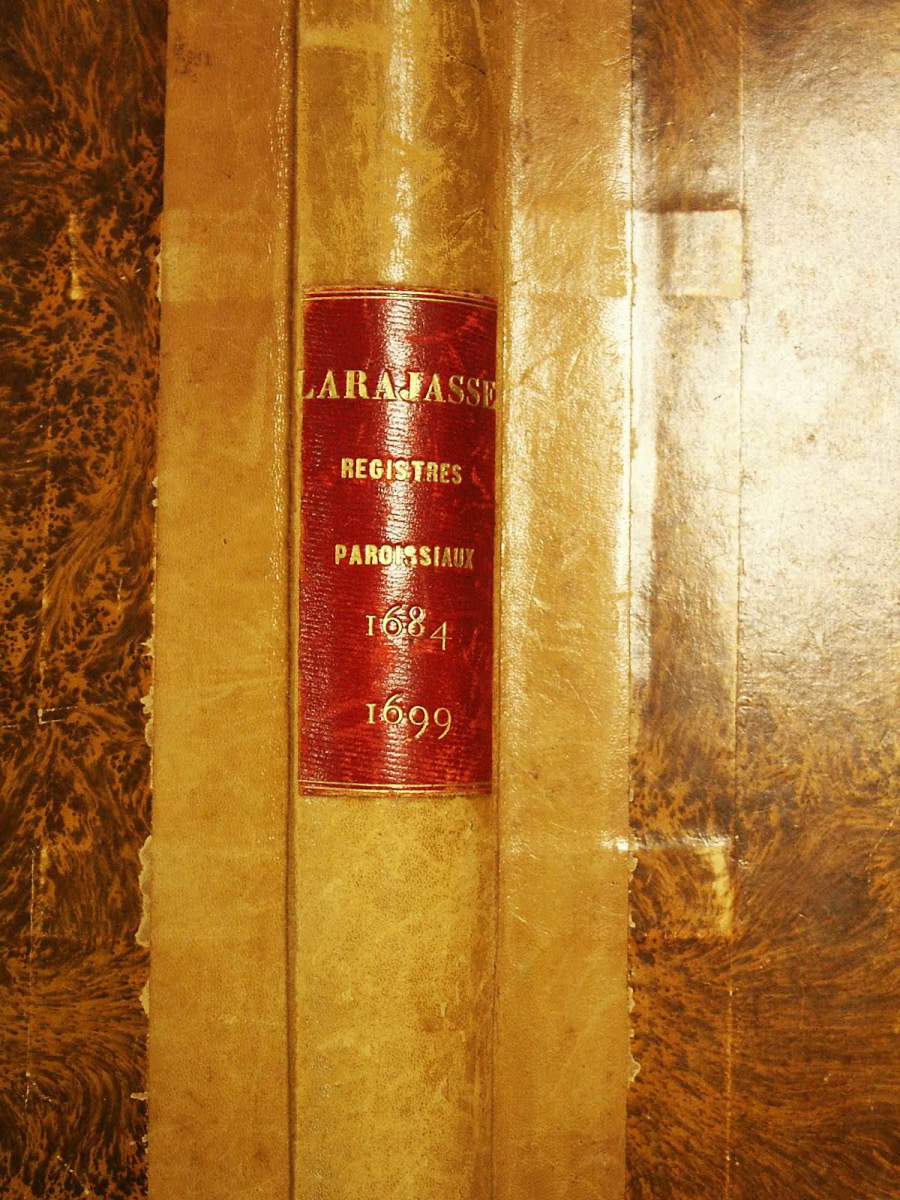 LARAJASSE
REGISTRES
PAROISSIAUX
1684
1699